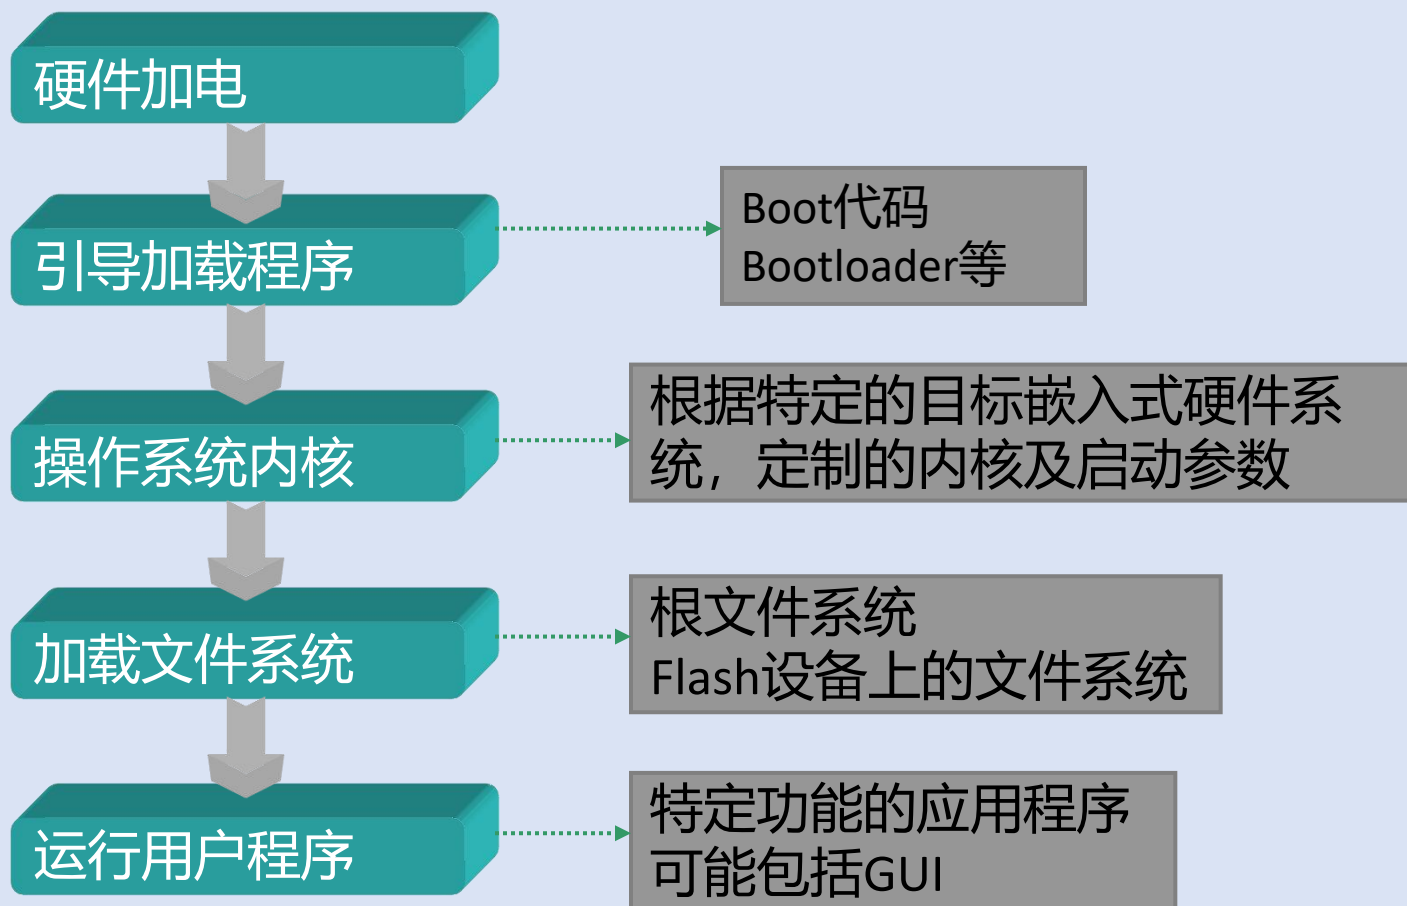 硬件加电
引导加载程序
Boot代码
Bootloader等
操作系统内核
根据特定的目标嵌入式硬件系
统，定制的内核及启动参数
加载文件系统
根文件系统
Flash设备上的文件系统
运行用户程序
特定功能的应用程序
可能包括GUI